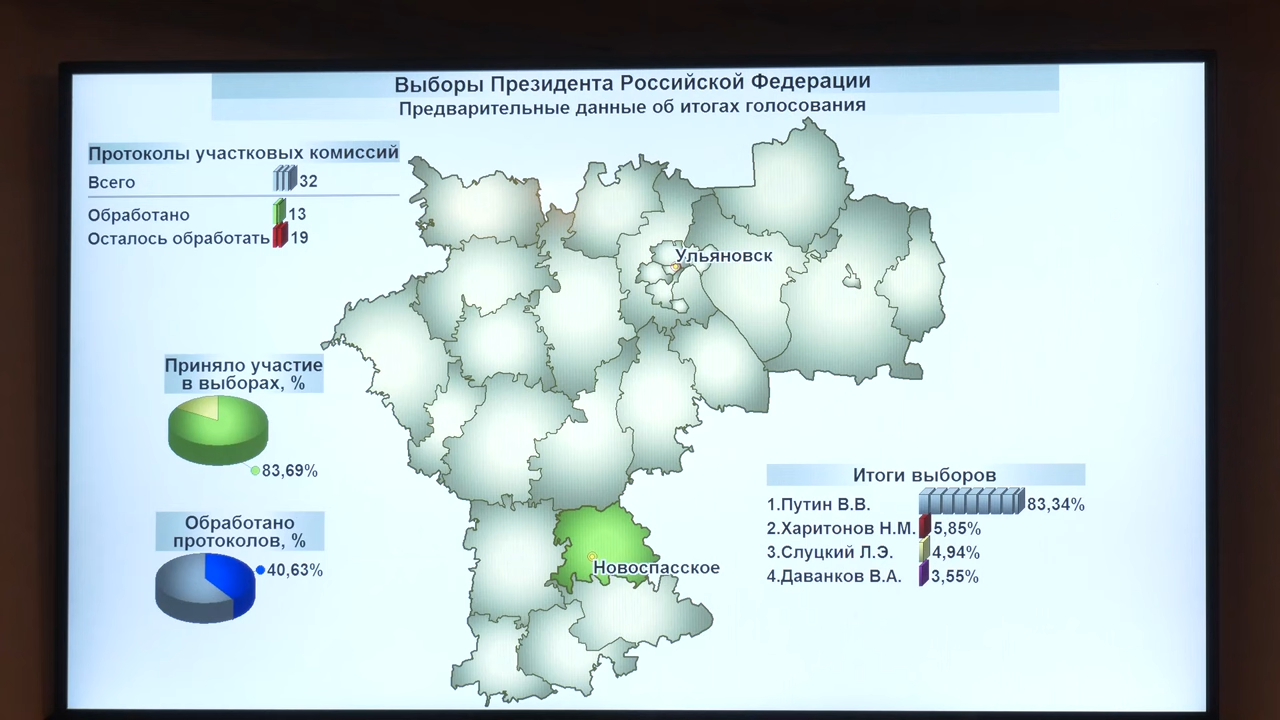 Выборы Президента Российской Федерации
Предварительные данные об итогах голосования
Протоколы участковых комиссий
Всего 32
Обработано 13
Осталось обработать 19
Ульяновск
Приняло участие
в выборах, %
83,69%
Обработано
протоколов, %
40,63%
Новоспасское
Итоги выборов
1.Путин В.В. 83,34%
2.Харитонов Н.М. 5,85%
3.Слуцкий Л.Э. 4,94%
4.Даванков В.А. 3,55%